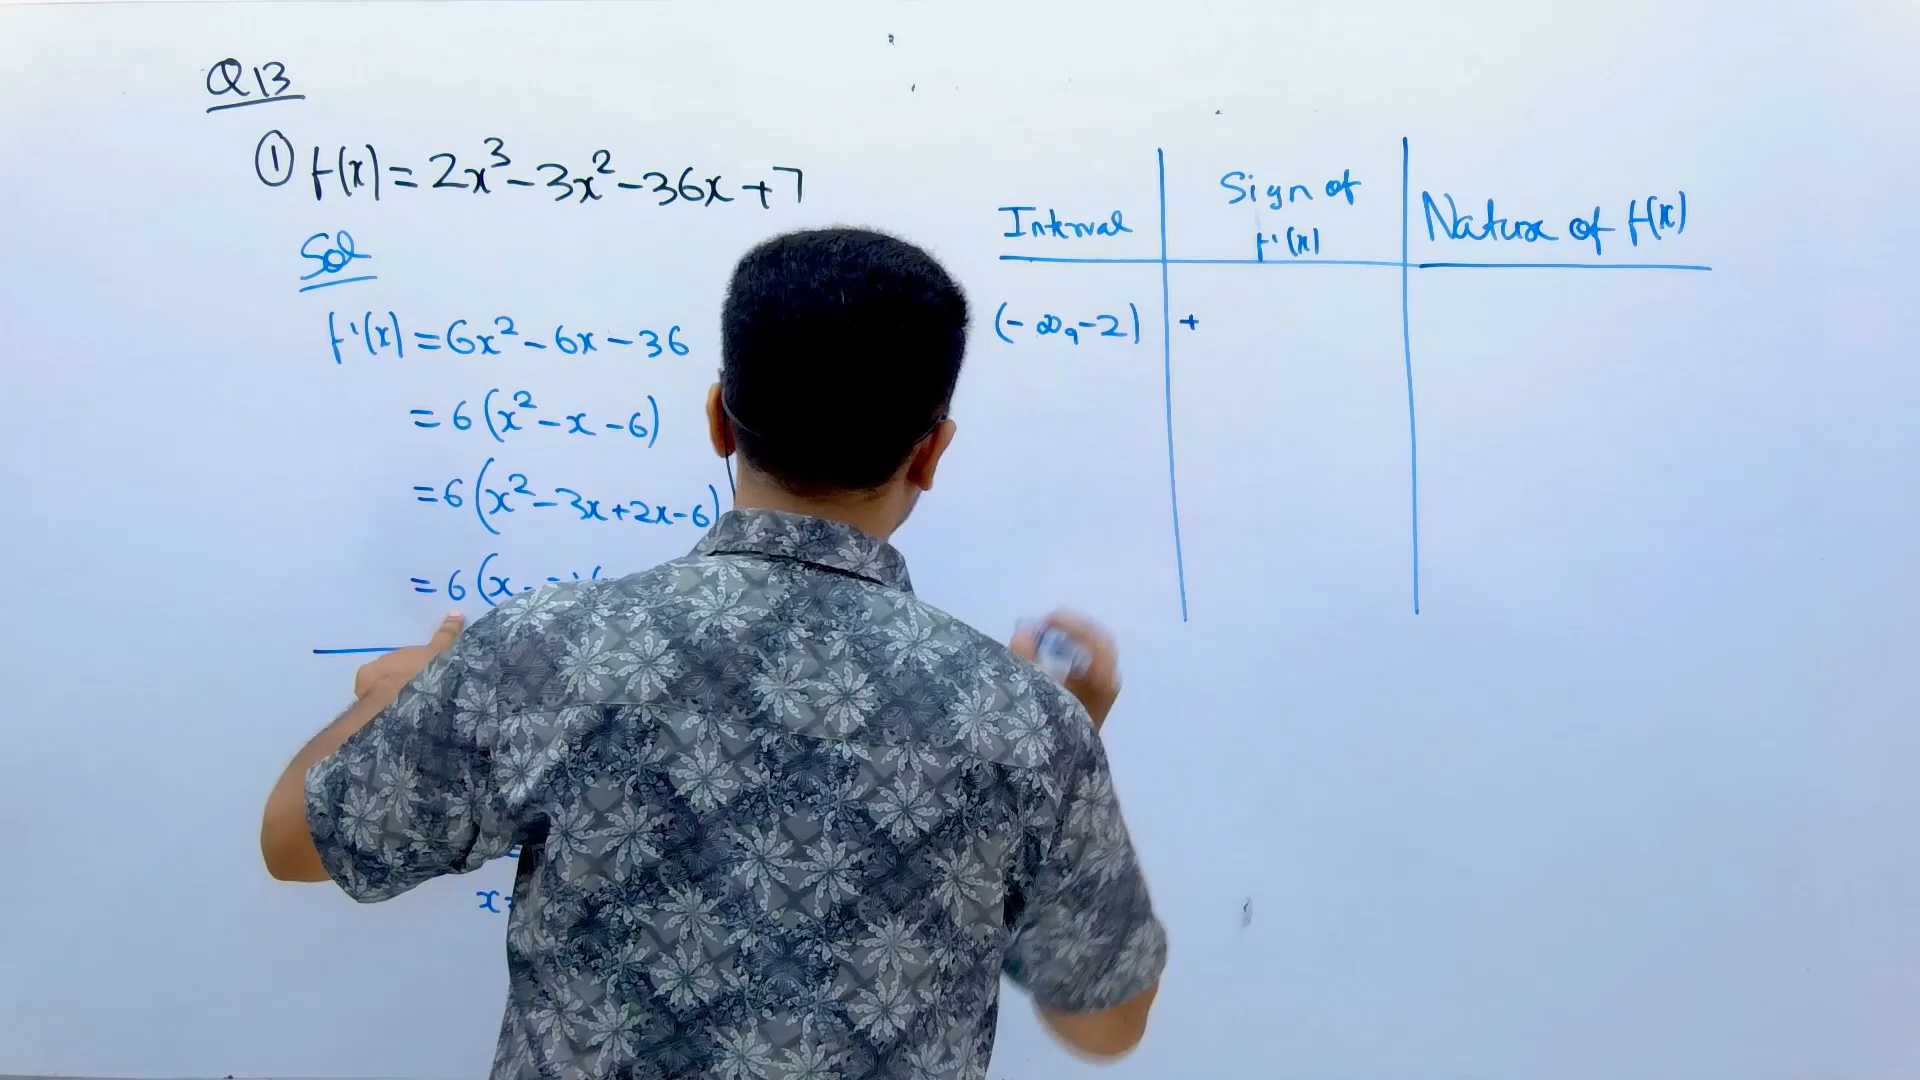 Q13
① f(x) = 2x³ - 3x² - 36x + 7
Sol
f'(x) = 6x² - 6x - 36
= 6(x² - x - 6)
= 6(x² - 3x + 2x - 6)
= 6(x -
x=
Interval
Sign of
f'(x)
Nature of f(x)
(-∞, -2) +